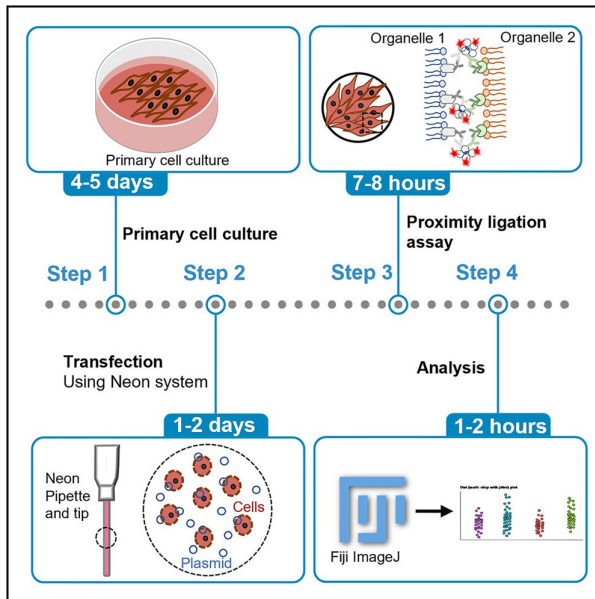 Primary cell culture
4-5 days
Organelle 1
Organelle 2
7-8 hours
Primary cell culture
Proximity ligation
assay
Step 1
Step 2
Step 3
Step 4
Transfection
Using Neon system
Analysis
1-2 days
1-2 hours
Neon
Pipette
and tip
Cells
Plasmid
Fiji ImageJ